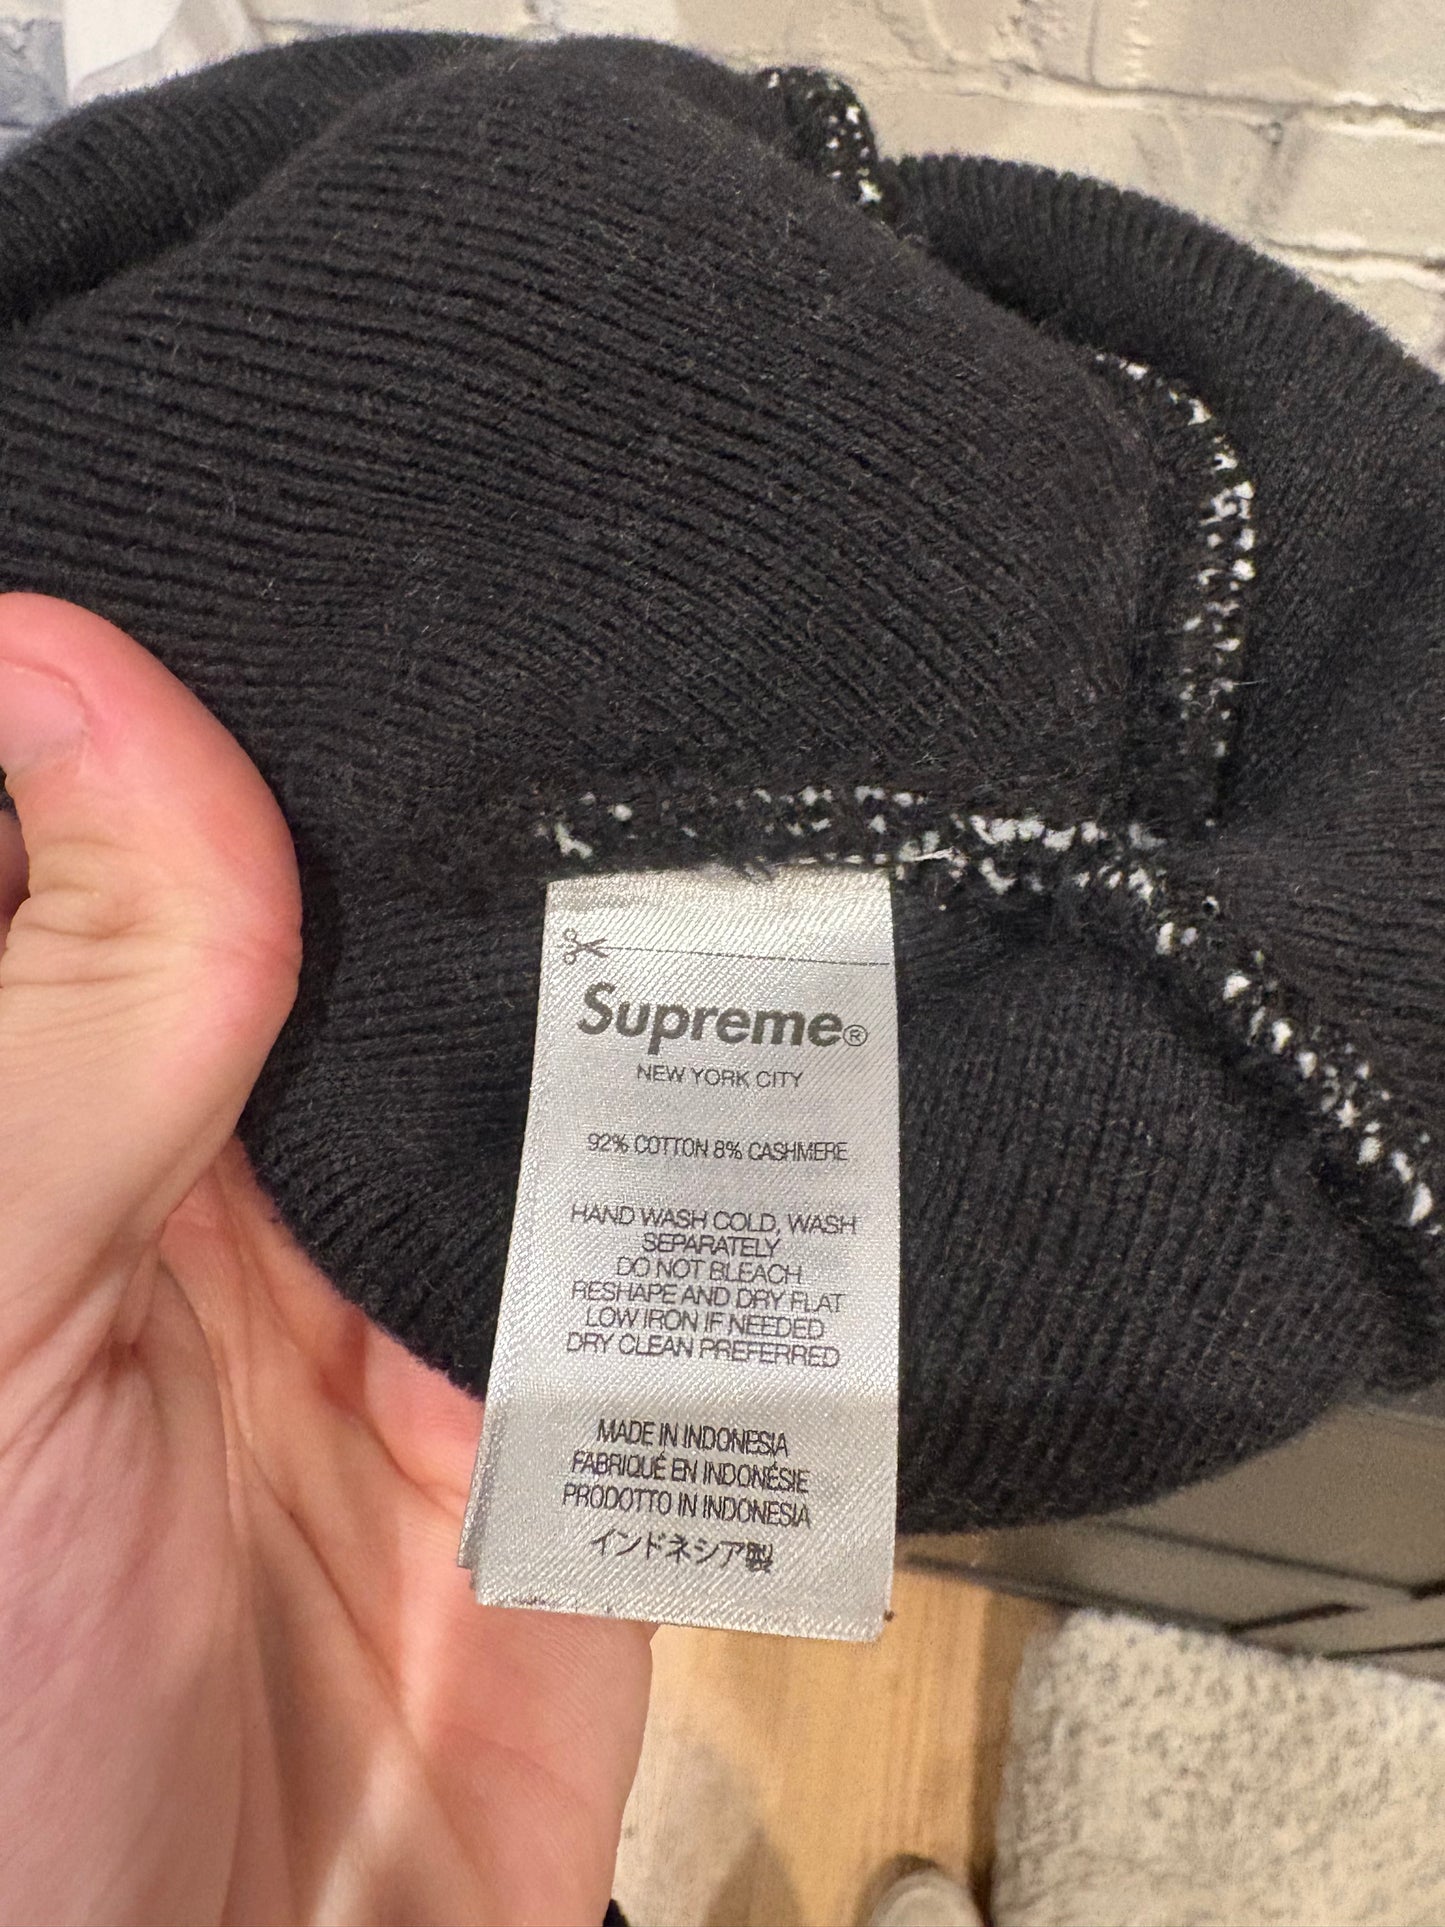 Supreme®
NEW YORK CITY
92% COTTON 8% CASHMERE
HAND WASH COLD, WASH
SEPARATELY
DO NOT BLEACH
RESHAPE AND DRY FLAT
LOW IRON IF NEEDED
DRY CLEAN PREFERRED
MADE IN INDONESIA
FABRIQUÉ EN INDONÉSIE
PRODOTTO IN INDONESIA
インドネシア製